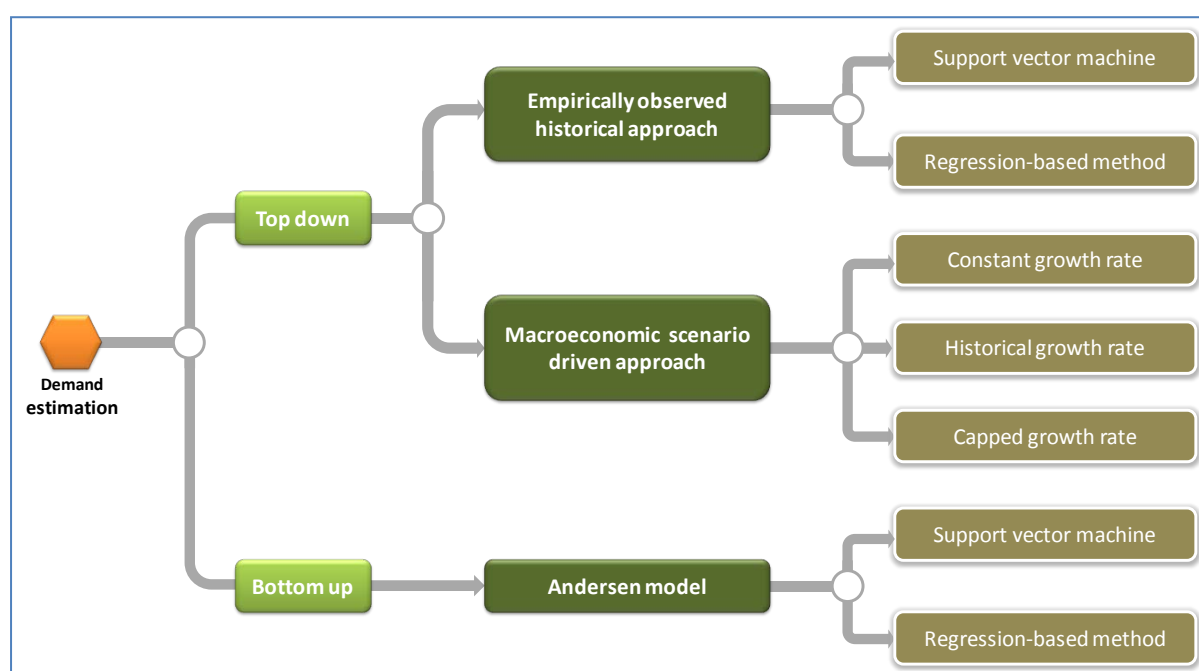 Support vector machine
Empirically observed
historical approach
Regression-based method
Top down
Constant growth rate
Macroeconomic scenario
driven approach
Historical growth rate
Demand
estimation
Capped growth rate
Support vector machine
Bottom up
Andersen model
Regression-based method